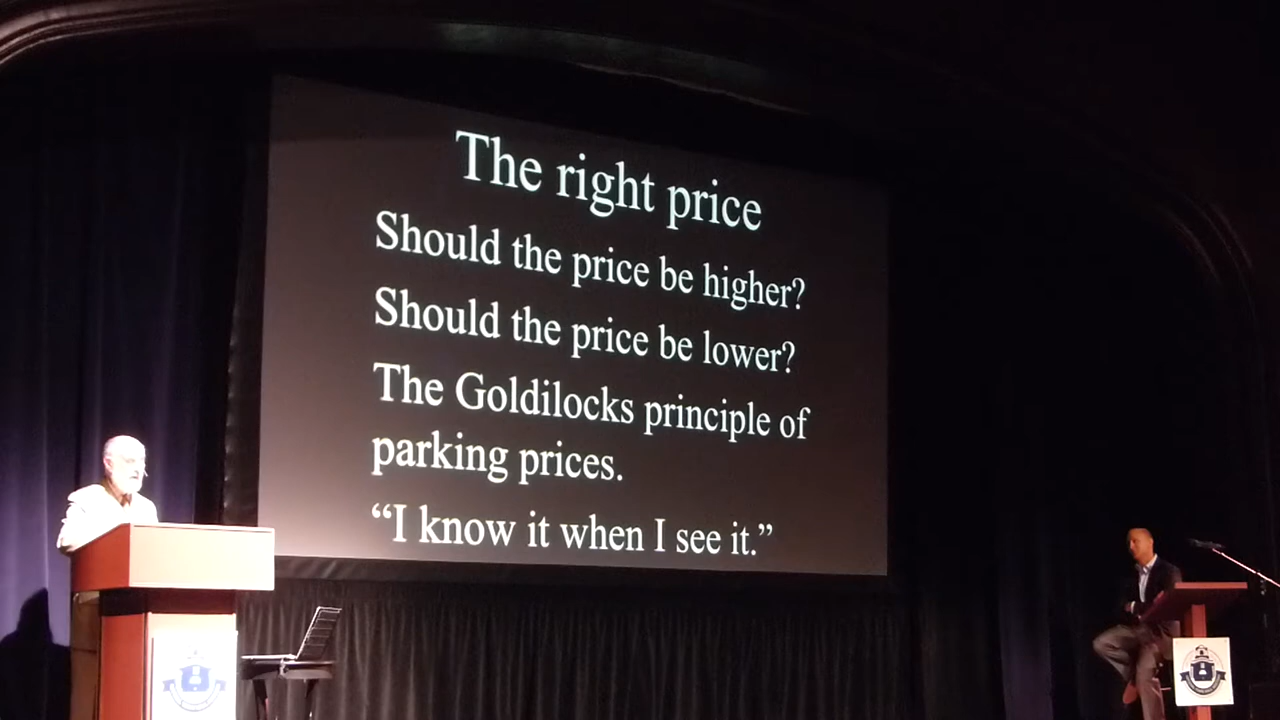 The right price
Should the price be higher?
Should the price be lower?
The Goldilocks principle of
parking prices.
“I know it when I see it.”